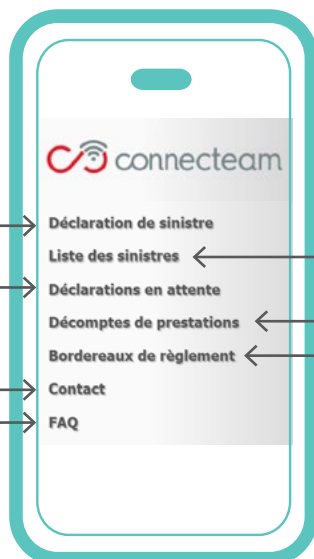 connecteam
Déclaration de sinistre
Liste des sinistres
Déclarations en attente
Décomptes de prestations
Bordereaux de règlement
Contact
FAQ